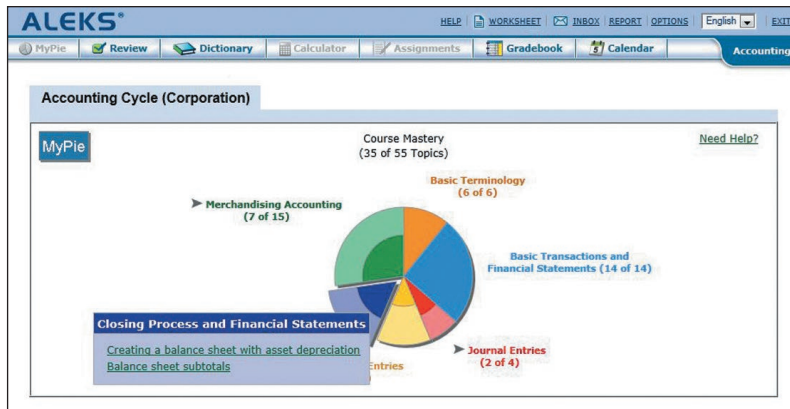 ALEKS®
HELP | WORKSHEET | INBOX | REPORT | OPTIONS | English | EXIT
MyPie Review Dictionary Calculator Assignments Gradebook Calendar Accounting
Accounting Cycle (Corporation)
MyPie
Course Mastery
(35 of 55 Topics)
Need Help?
Basic Terminology
(6 of 6)
Merchandising Accounting
(7 of 15)
Basic Transactions and
Financial Statements (14 of 14)
Closing Process and Financial Statements
Creating a balance sheet with asset depreciation
Balance sheet subtotals
Entries
Journal Entries
(2 of 4)